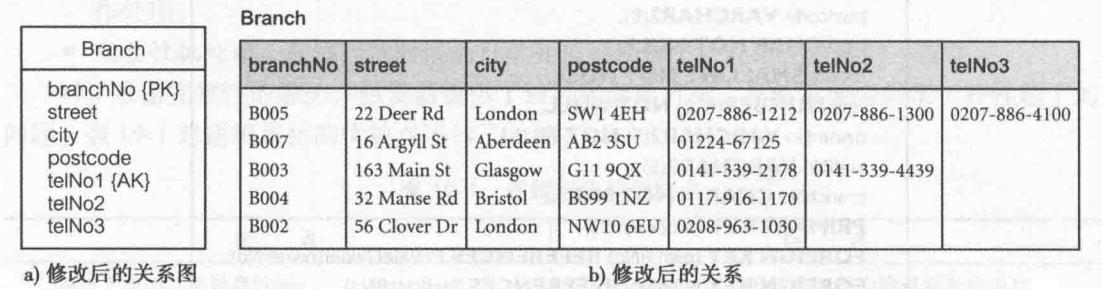 Branch
Branch
branchNo {PK}
street
city
postcode
telNo1 {AK}
telNo2
telNo3
branchNo street city postcode telNo1 telNo2 telNo3
B005 22 Deer Rd London SW1 4EH 0207-886-1212 0207-886-1300 0207-886-4100
B007 16 Argyll St Aberdeen AB2 3SU 01224-67125
B003 163 Main St Glasgow G11 9QX 0141-339-2178 0141-339-4439
B004 32 Manse Rd Bristol BS99 1NZ 0117-916-1170
B002 56 Clover Dr London NW10 6EU 0208-963-1030
a) 修改后的关系图 b) 修改后的关系